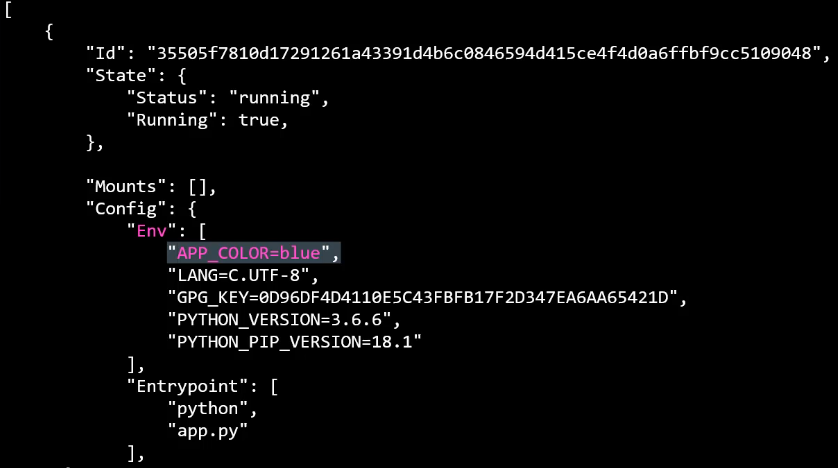 [
{
"Id": "35505f7810d17291261a43391d4b6c0846594d415ce4f4d0a6ffbf9cc5109048",
"State": {
"Status": "running",
"Running": true,
},
"Mounts": [],
"Config": {
"Env": [
"APP_COLOR=blue",
"LANG=C.UTF-8",
"GPG_KEY=0D96DF4D4110E5C43FBFB17F2D347EA6AA65421D",
"PYTHON_VERSION=3.6.6",
"PYTHON_PIP_VERSION=18.1"
],
"Entrypoint": [
"python",
"app.py"
],